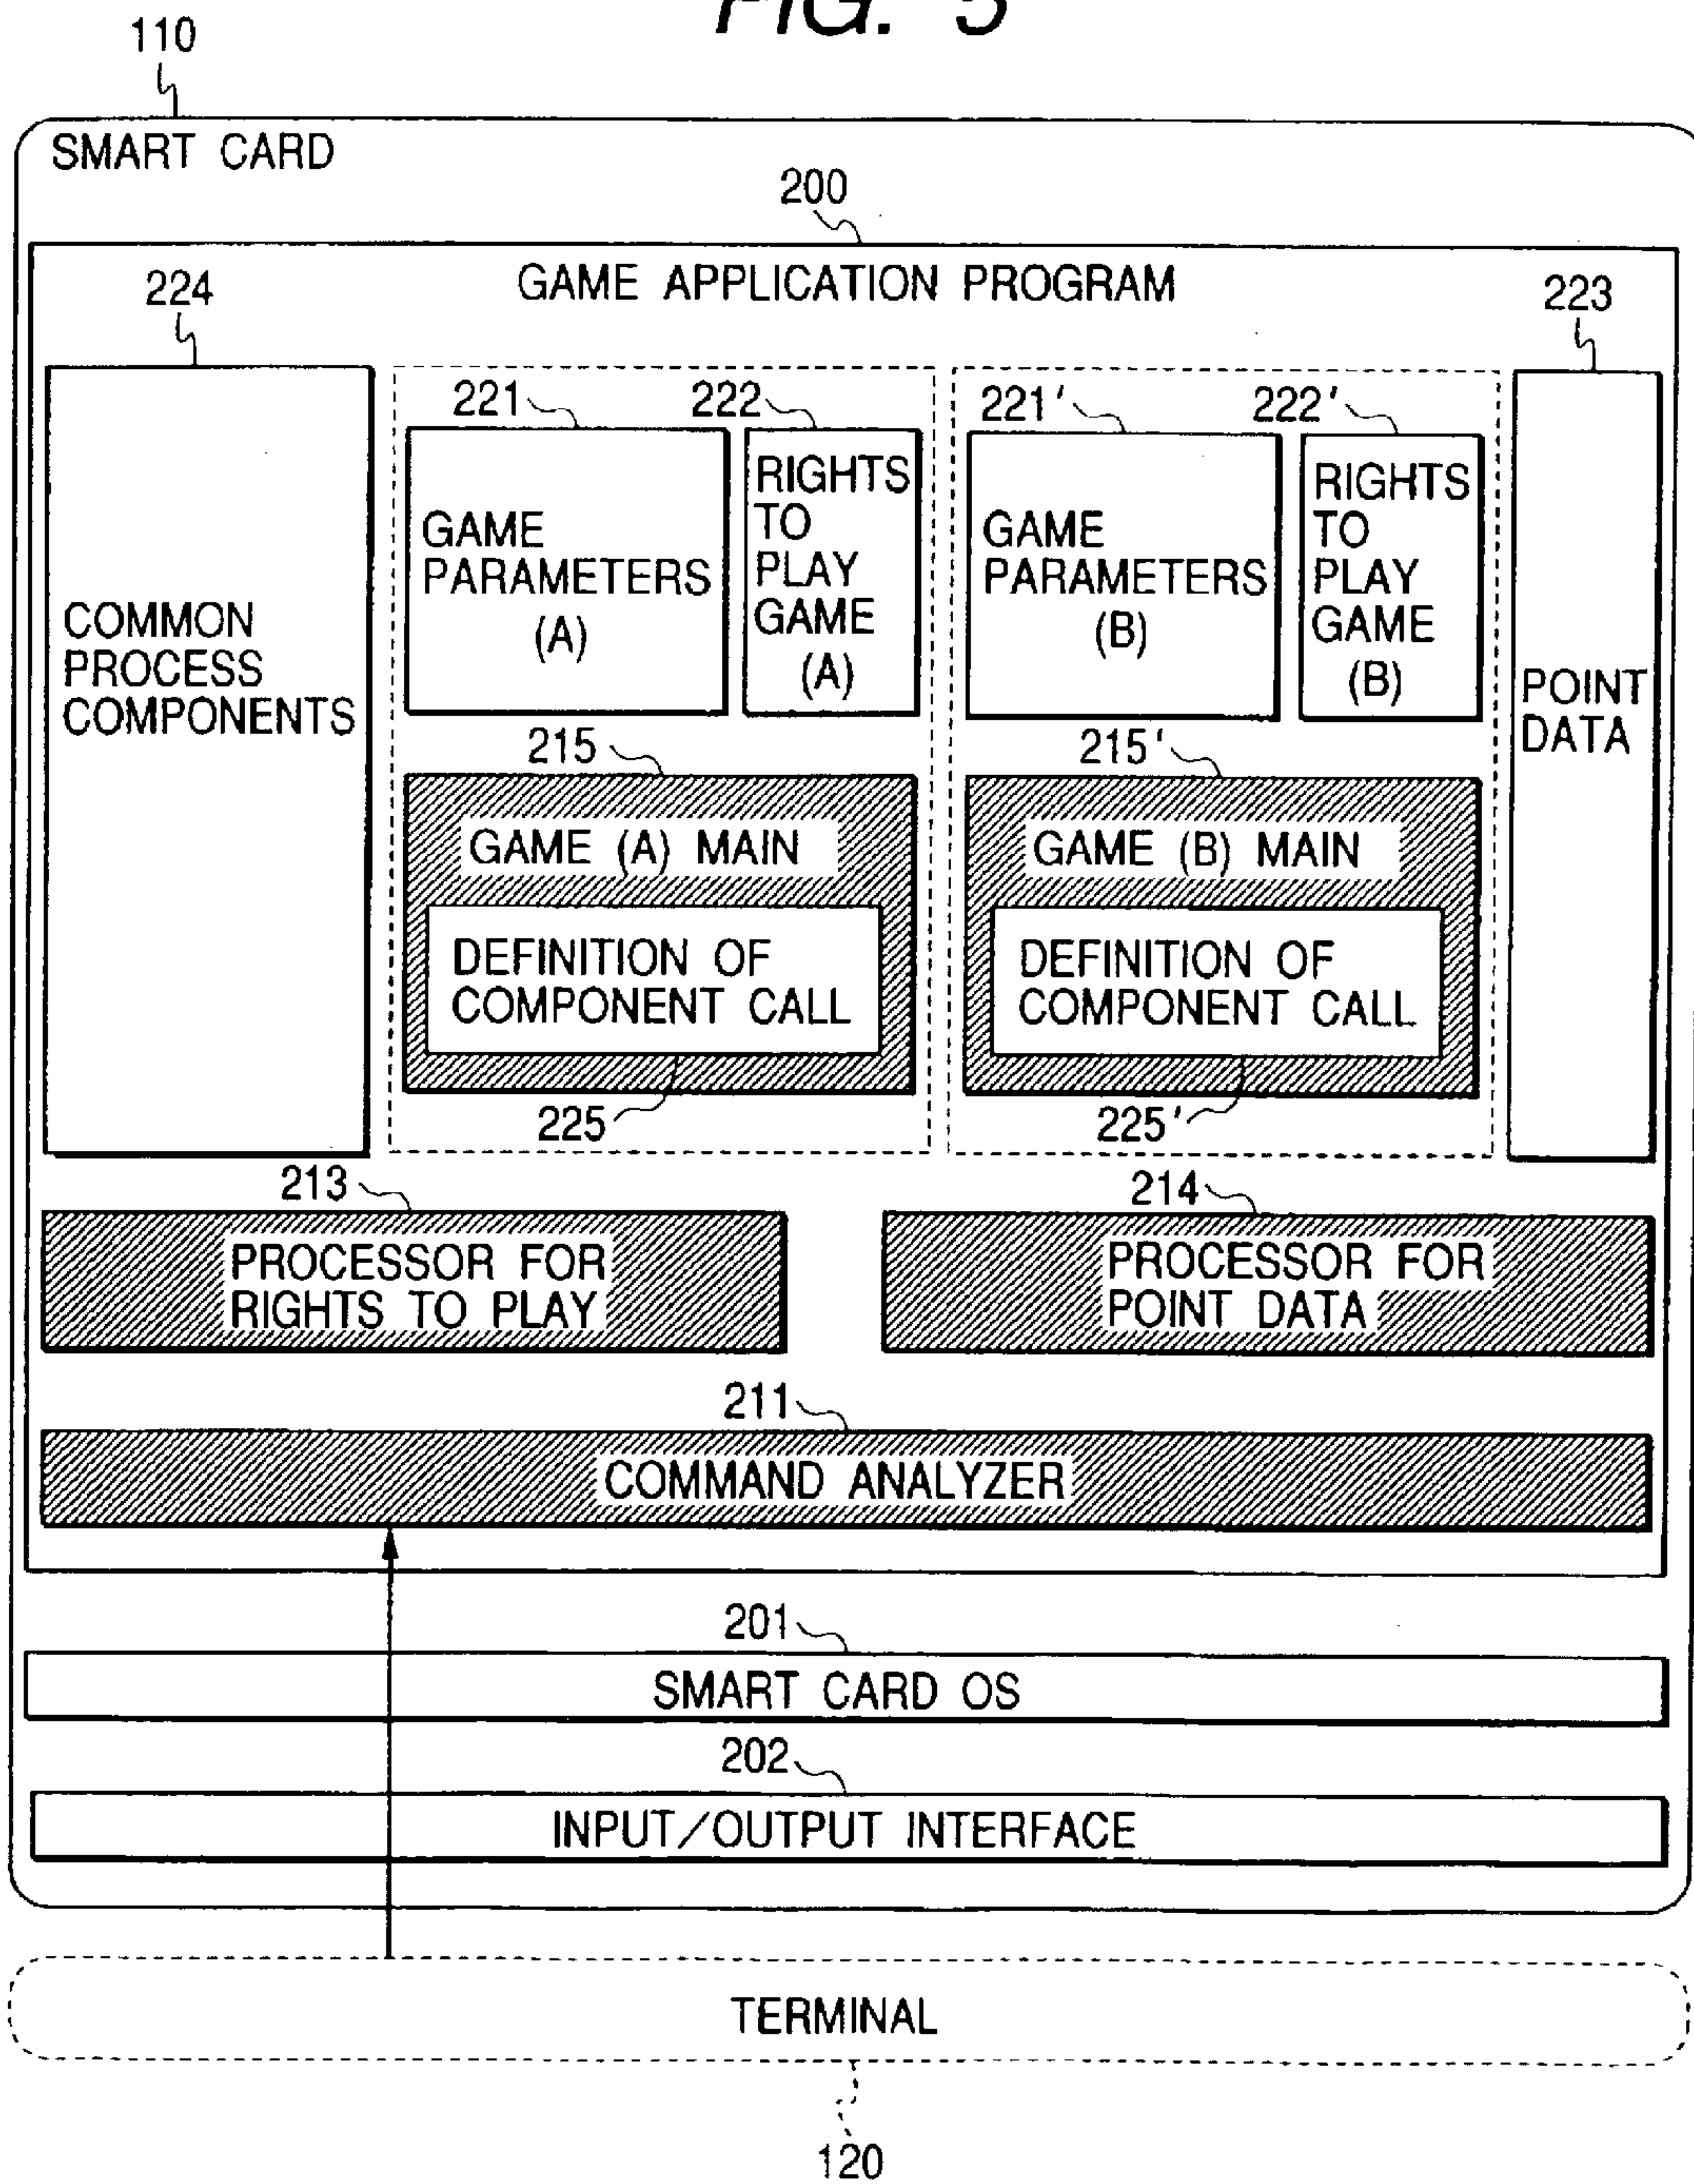 FIG. 5
110
SMART CARD
200
GAME APPLICATION PROGRAM
224
223
221
222
221'
222'
COMMON
PROCESS
COMPONENTS
GAME
PARAMETERS
(A)
RIGHTS
TO
PLAY
GAME
(A)
GAME
PARAMETERS
(B)
RIGHTS
TO
PLAY
GAME
(B)
POINT
DATA
215
GAME (A) MAIN
DEFINITION OF
COMPONENT CALL
225
215'
GAME (B) MAIN
DEFINITION OF
COMPONENT CALL
225'
213
PROCESSOR FOR
RIGHTS TO PLAY
214
PROCESSOR FOR
POINT DATA
211
COMMAND ANALYZER
201
SMART CARD OS
202
INPUT/OUTPUT INTERFACE
TERMINAL
120